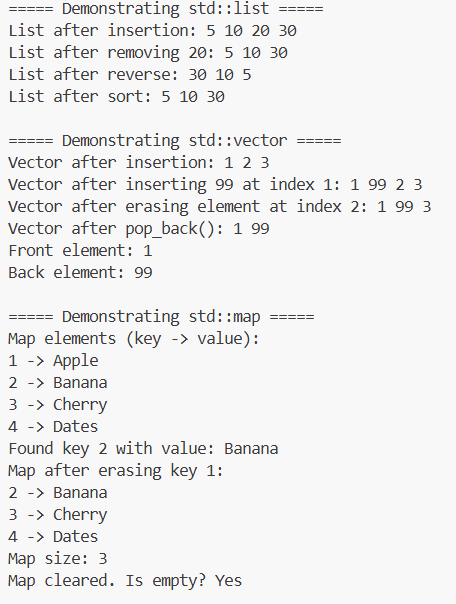 ===== Demonstrating std::list =====
List after insertion: 5 10 20 30
List after removing 20: 5 10 30
List after reverse: 30 10 5
List after sort: 5 10 30

===== Demonstrating std::vector =====
Vector after insertion: 1 2 3
Vector after inserting 99 at index 1: 1 99 2 3
Vector after erasing element at index 2: 1 99 3
Vector after pop_back(): 1 99
Front element: 1
Back element: 99

===== Demonstrating std::map =====
Map elements (key -> value):
1 -> Apple
2 -> Banana
3 -> Cherry
4 -> Dates
Found key 2 with value: Banana
Map after erasing key 1:
2 -> Banana
3 -> Cherry
4 -> Dates
Map size: 3
Map cleared. Is empty? Yes